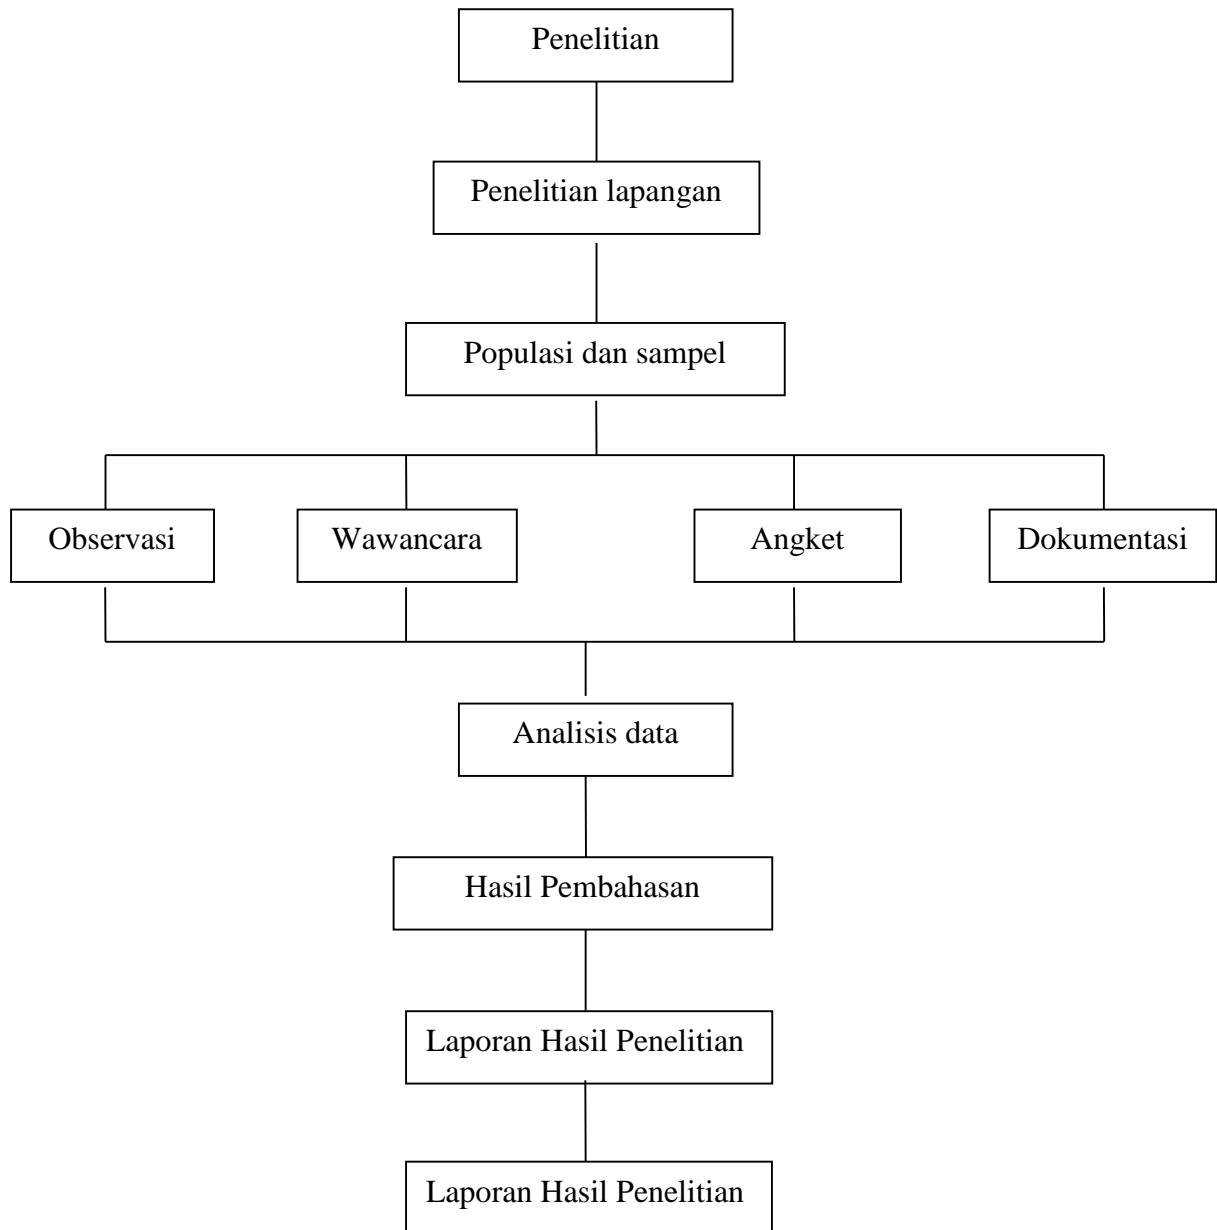 Penelitian
Penelitian lapangan
Populasi dan sampel
Observasi
Wawancara
Angket
Dokumentasi
Analisis data
Hasil Pembahasan
Laporan Hasil Penelitian
Laporan Hasil Penelitian